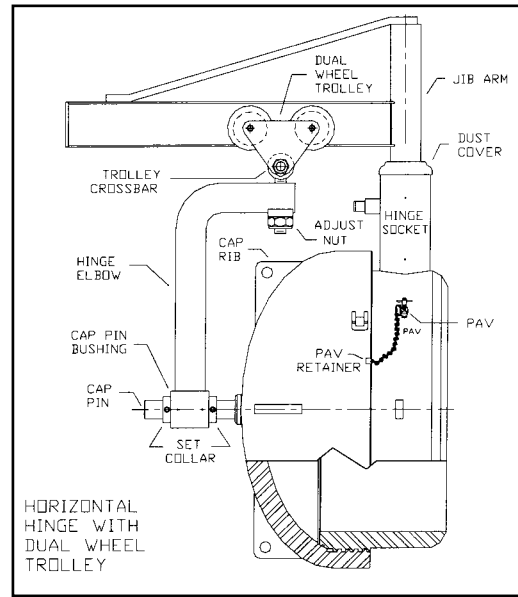 DUAL
WHEEL
TROLLEY
JIB ARM
DUST
COVER
TROLLEY
CROSSBAR
HINGE
SOCKET
ADJUST
NUT
CAP
RIB
HINGE
ELBOW
PAV
PAV
PAV
RETAINER
CAP PIN
BUSHING
CAP
PIN
SET
COLLAR
HORIZONTAL
HINGE WITH
DUAL WHEEL
TROLLEY